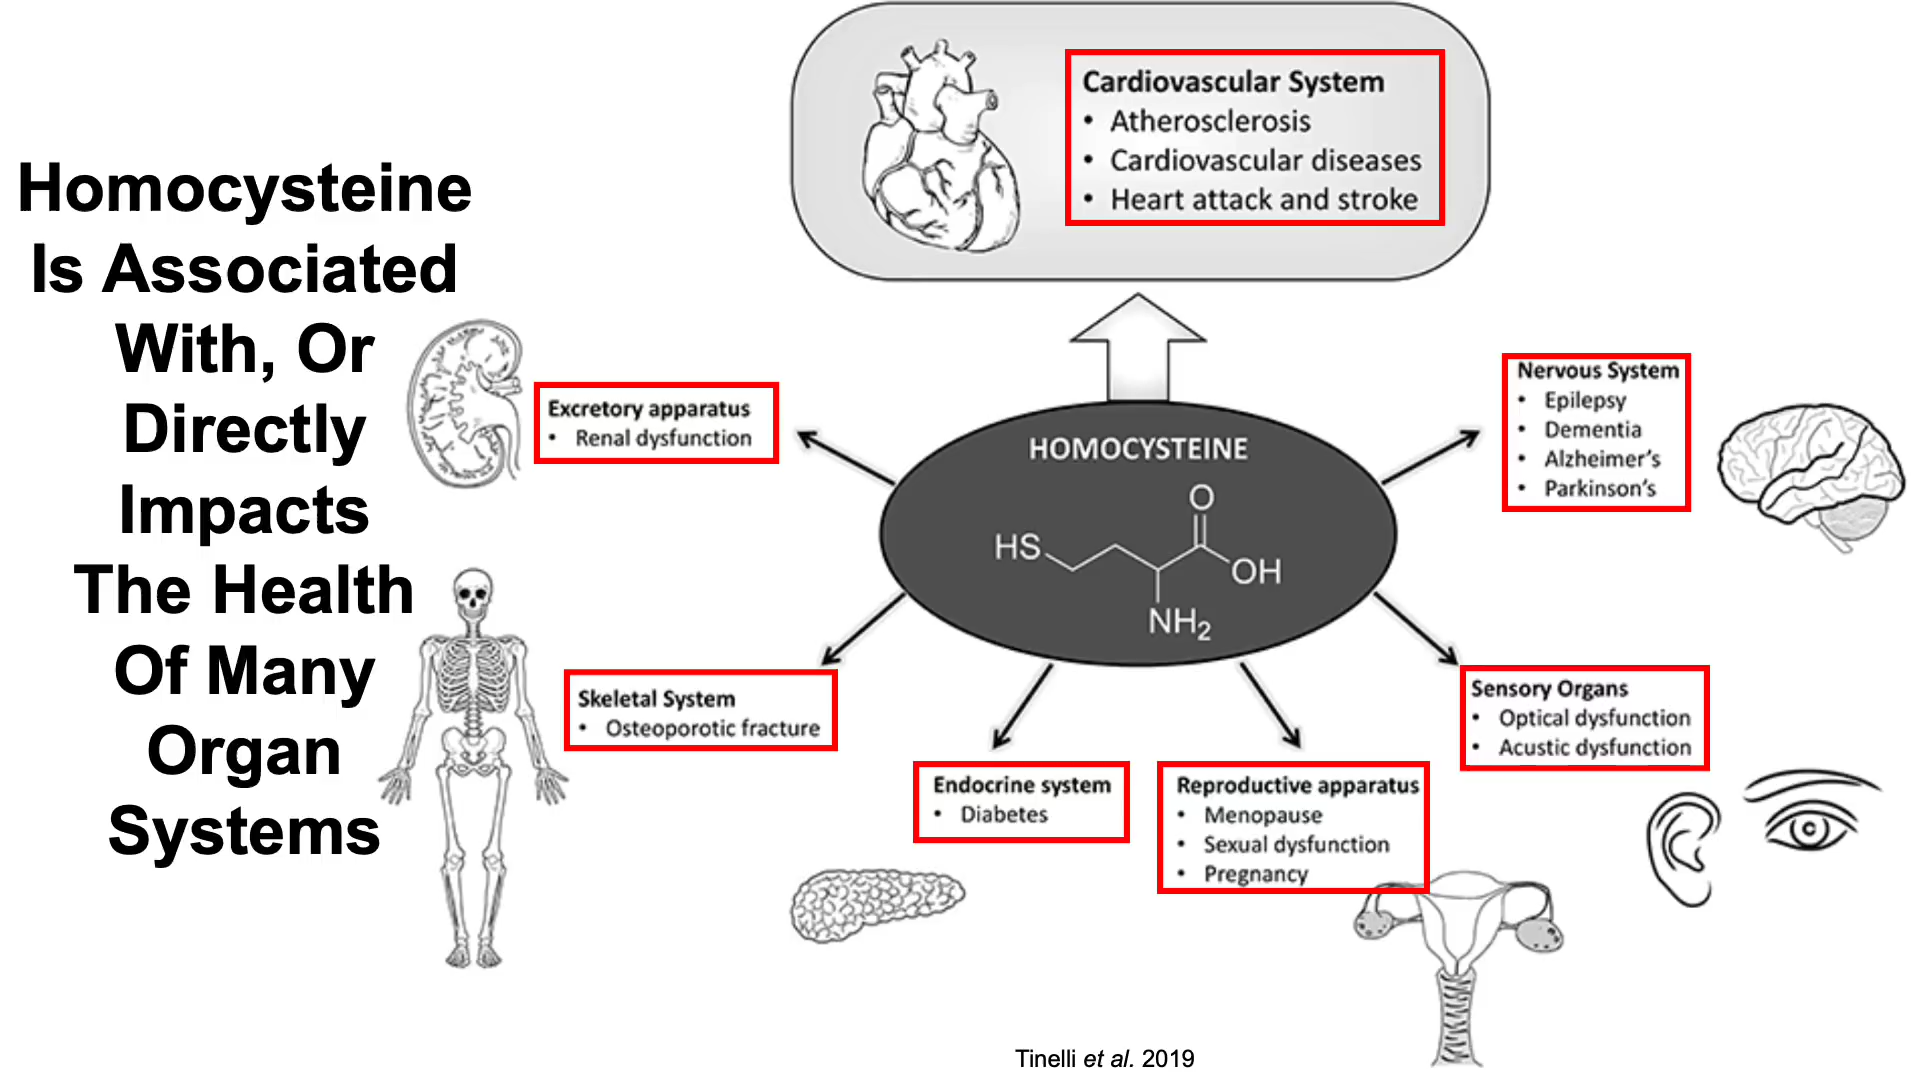 Homocysteine
Is Associated
With, Or
Directly
Impacts
The Health
Of Many
Organ
Systems
Cardiovascular System
• Atherosclerosis
• Cardiovascular diseases
• Heart attack and stroke
Excretory apparatus
• Renal dysfunction
HOMOCYSTEINE
O
HS
OH
NH₂
Nervous System
• Epilepsy
• Dementia
• Alzheimer's
• Parkinson's
Skeletal System
• Osteoporotic fracture
Sensory Organs
• Optical dysfunction
• Acustic dysfunction
Endocrine system
• Diabetes
Reproductive apparatus
• Menopause
• Sexual dysfunction
• Pregnancy
Tinelli et al. 2019